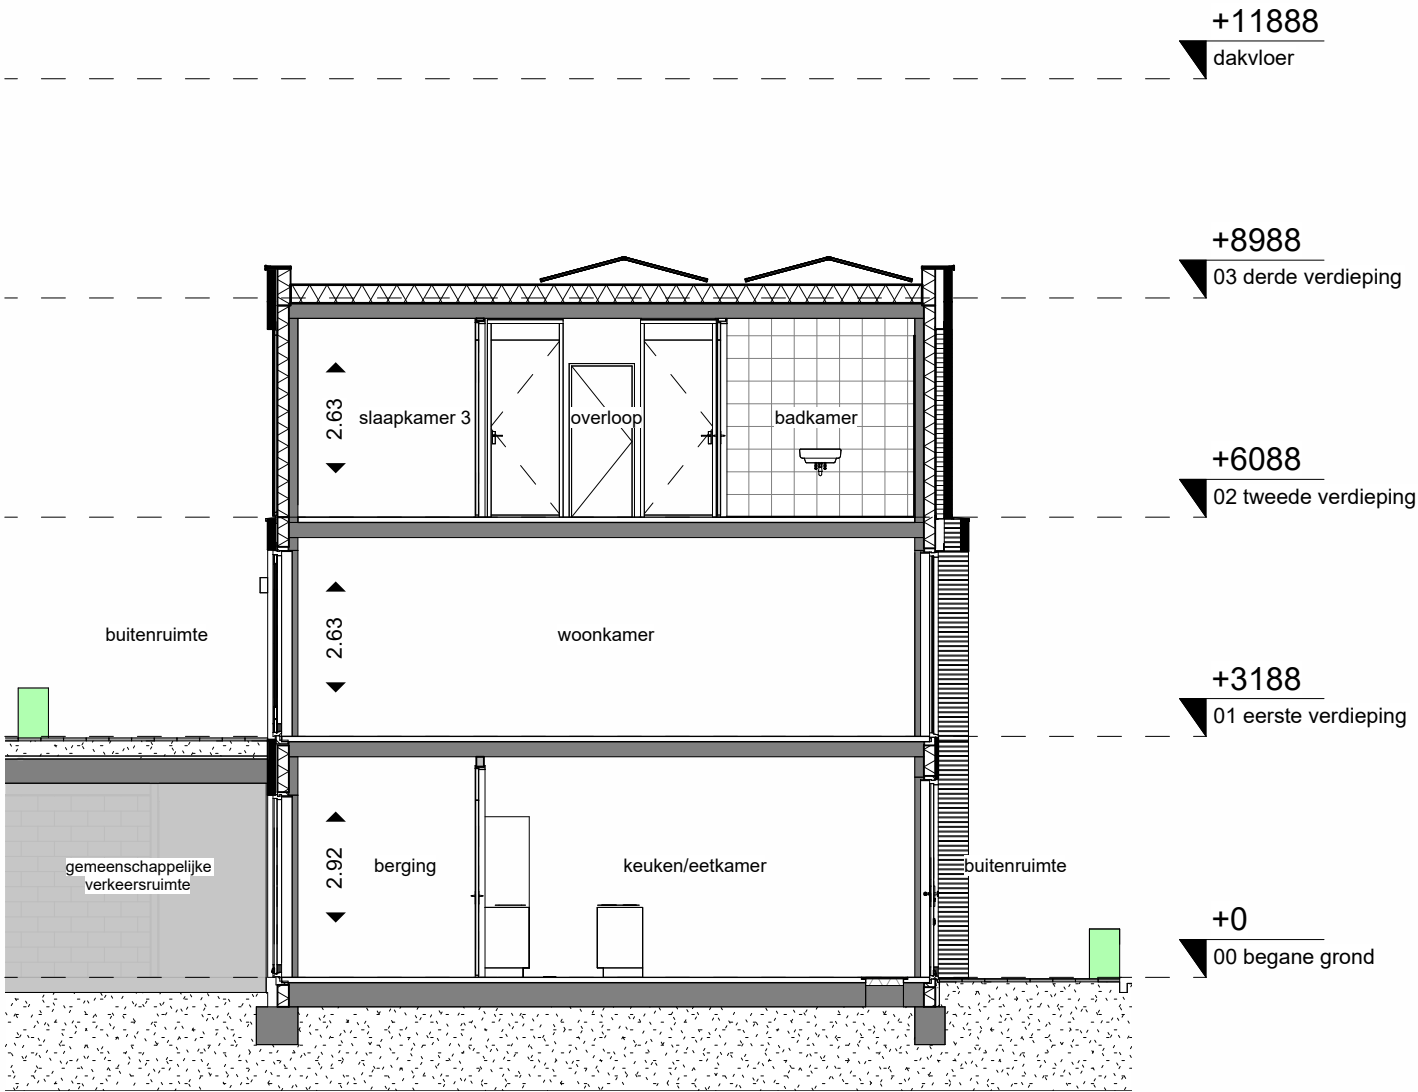 +11888
dakvloer
+8988
03 derde verdieping
2.63
slaapkamer 3
overloop
badkamer
+6088
02 tweede verdieping
buitenruimte
2.63
woonkamer
+3188
01 eerste verdieping
gemeenschappelijke
verkeersruimte
2.92
berging
keuken/eetkamer
buitenruimte
+0
00 begane grond